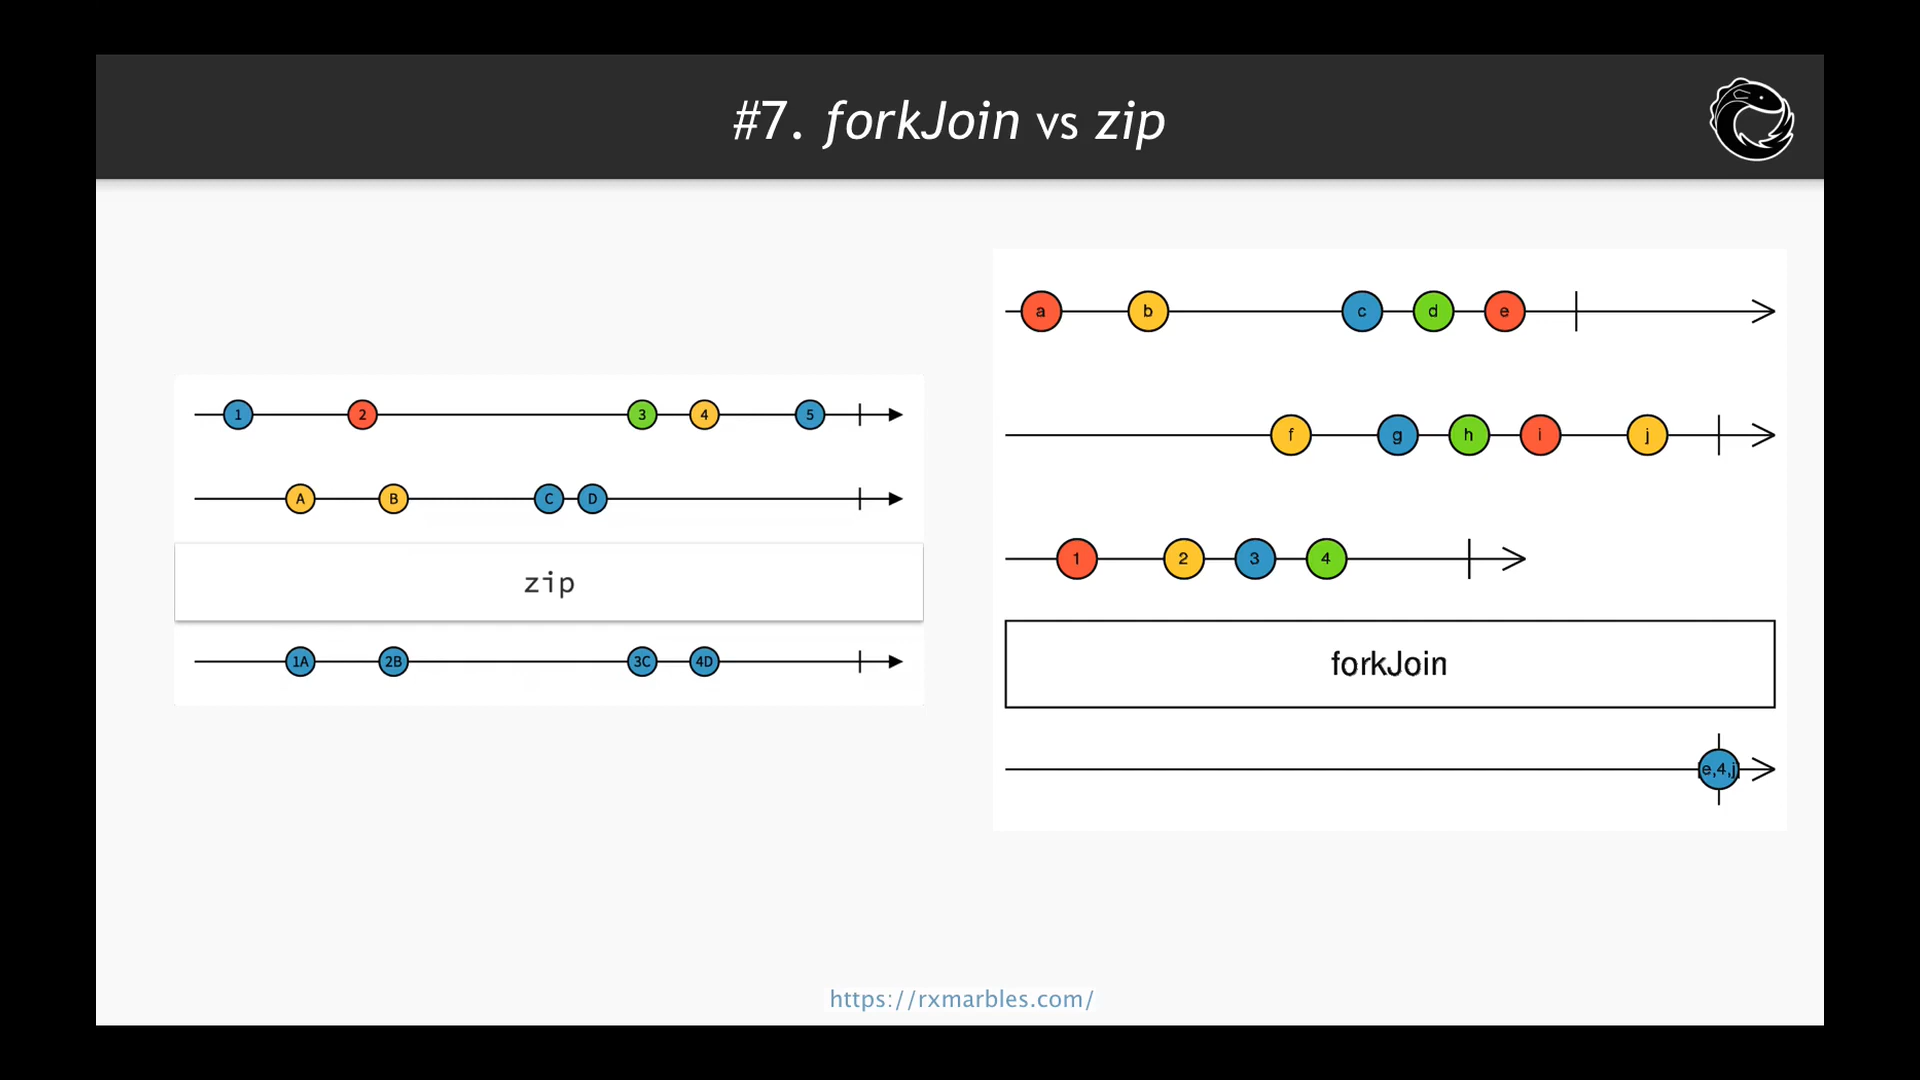 #7. forkJoin vs zip
1 2 3 4 5
A B C D
zip
1A 2B 3C 4D
a b c d e
f g h i j
1 2 3 4
forkJoin
e,4,j
https://rxmarbles.com/